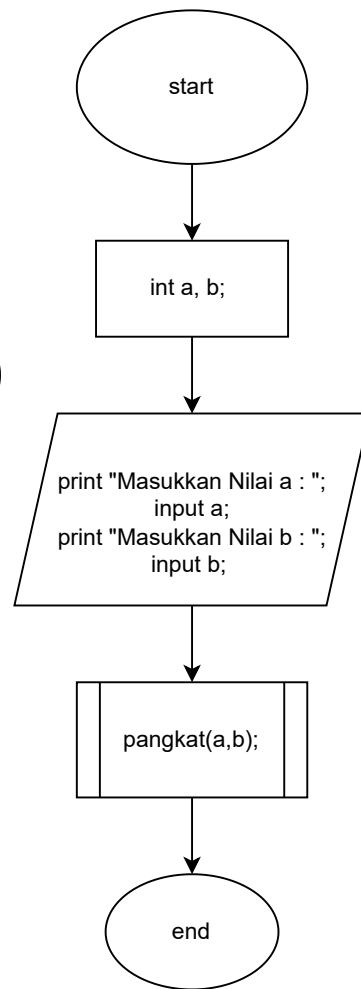 start
int a, b;
print "Masukkan Nilai a : ";
input a;
print "Masukkan Nilai b : ";
input b;
pangkat(a,b);
end